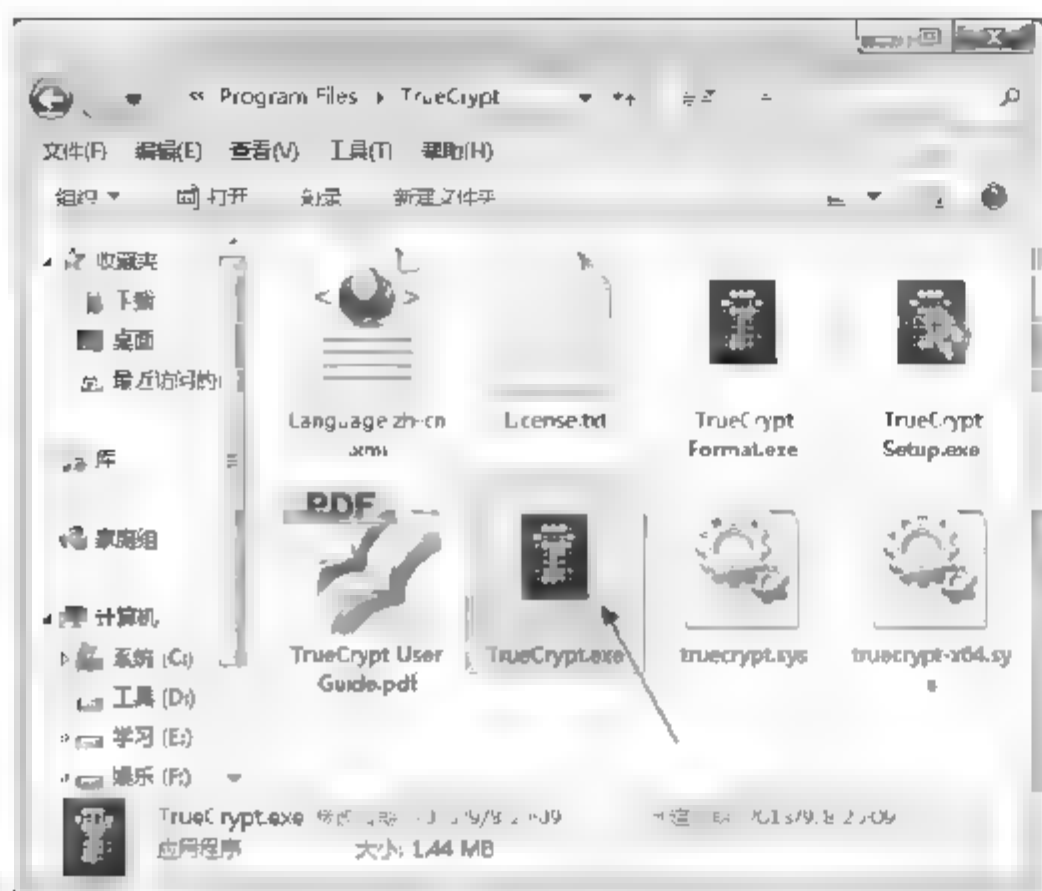 « Program Files ▸ TrueCrypt
文件(F) 编辑(E) 查看(V) 工具(T) 帮助(H)
组织 打开 刻录 新建文件夹
收藏夹
下载
桌面
最近访问的
库
家庭组
计算机
系统 (C:)
工具 (D:)
学习 (E:)
娱乐 (F:)
Language.zh-cn
.xml
License.txt
TrueCrypt
Format.exe
TrueCrypt
Setup.exe
PDF
TrueCrypt User
Guide.pdf
TrueCrypt.exe
truecrypt.sys
truecrypt-x64.sy
s
TrueCrypt.exe
应用程序 大小: 1.44 MB